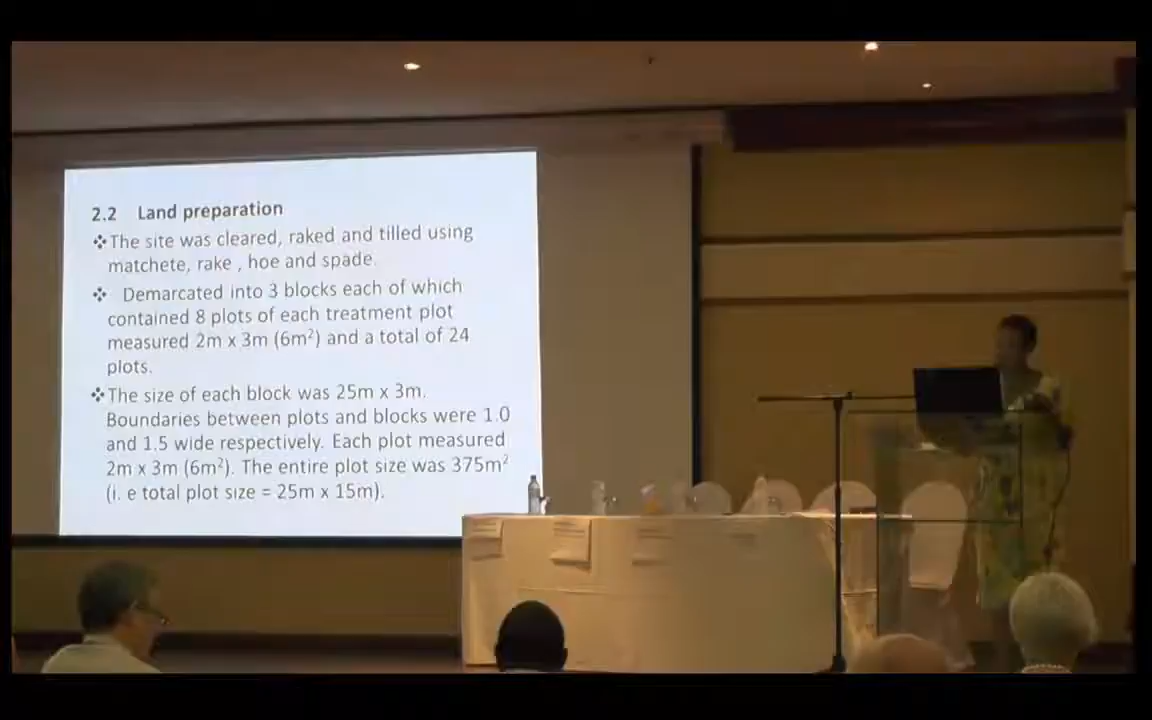 2.2 Land preparation
❖The site was cleared, raked and tilled using
matchete, rake , hoe and spade.
❖ Demarcated into 3 blocks each of which
contained 8 plots of each treatment plot
measured 2m x 3m (6m²) and a total of 24
plots.
❖The size of each block was 25m x 3m.
Boundaries between plots and blocks were 1.0
and 1.5 wide respectively. Each plot measured
2m x 3m (6m²). The entire plot size was 375m²
(i. e total plot size = 25m x 15m).